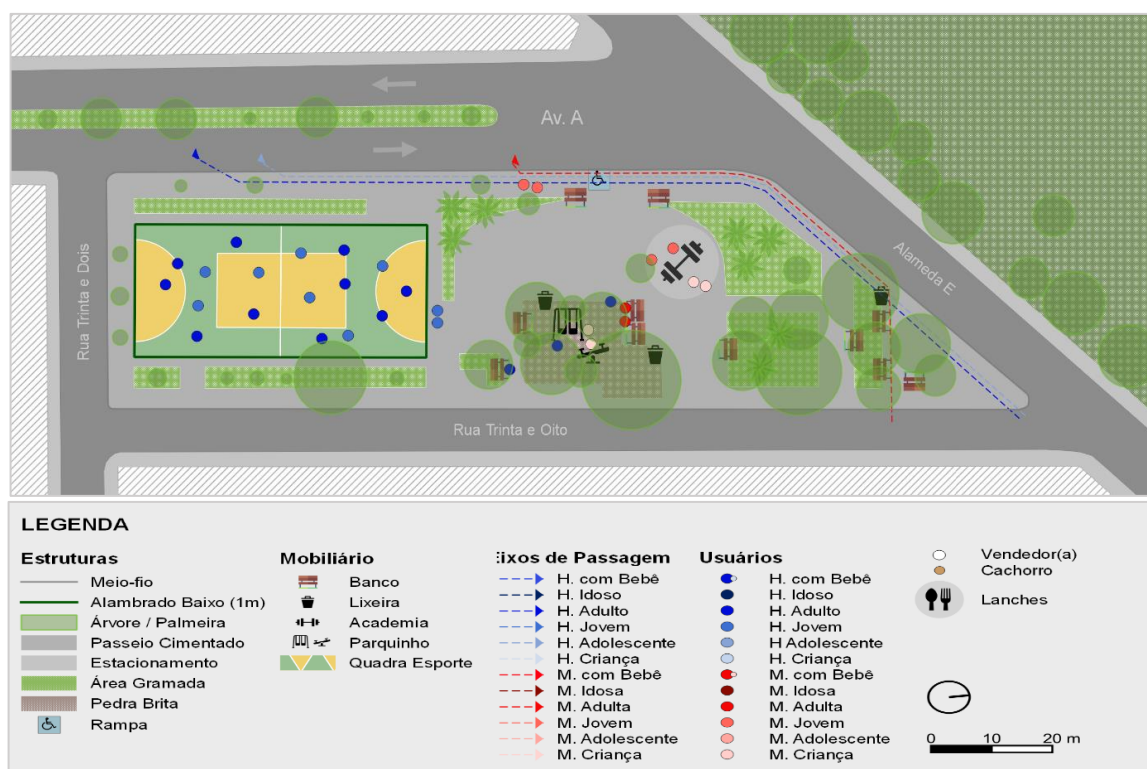 Av. A
Rua Trinta e Dois
Alameda E
Rua Trinta e Oito
LEGENDA
Estruturas
Meio-fio
Alambrado Baixo (1m)
Árvore / Palmeira
Passeio Cimentado
Estacionamento
Área Gramada
Pedra Brita
Rampa
Mobiliário
Banco
Lixeira
Academia
Parquinho
Quadra Esporte
Eixos de Passagem
H. com Bebê
H. Idoso
H. Adulto
H. Jovem
H. Adolescente
H. Criança
M. com Bebê
M. Idosa
M. Adulta
M. Jovem
M. Adolescente
M. Criança
Usuários
H. com Bebê
H. Idoso
H. Adulto
H. Jovem
H Adolescente
H. Criança
M. com Bebê
M. Idosa
M. Adulta
M. Jovem
M. Adolescente
M. Criança
Vendedor(a)
Cachorro
Lanches
0 10 20 m